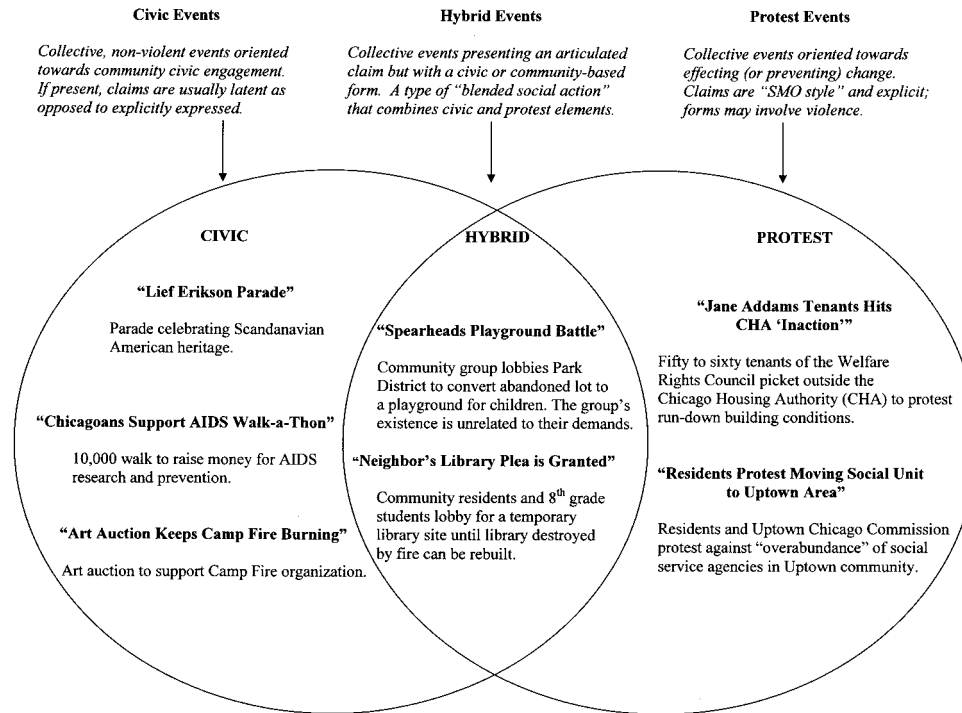 Civic Events
Collective, non-violent events oriented
towards community civic engagement.
If present, claims are usually latent as
opposed to explicitly expressed.
Hybrid Events
Collective events presenting an articulated
claim but with a civic or community-based
form. A type of "blended social action"
that combines civic and protest elements.
Protest Events
Collective events oriented towards
effecting (or preventing) change.
Claims are "SMO style" and explicit;
forms may involve violence.
CIVIC
"Lief Erikson Parade"
Parade celebrating Scandanavian
American heritage.
"Chicagoans Support AIDS Walk-a-Thon"
10,000 walk to raise money for AIDS
research and prevention.
"Art Auction Keeps Camp Fire Burning"
Art auction to support Camp Fire organization.
HYBRID
"Spearheads Playground Battle"
Community group lobbies Park
District to convert abandoned lot to
a playground for children. The group's
existence is unrelated to their demands.
"Neighbor's Library Plea is Granted"
Community residents and 8th grade
students lobby for a temporary
library site until library destroyed
by fire can be rebuilt.
PROTEST
"Jane Addams Tenants Hits
CHA 'Inaction'"
Fifty to sixty tenants of the Welfare
Rights Council picket outside the
Chicago Housing Authority (CHA) to protest
run-down building conditions.
"Residents Protest Moving Social Unit
to Uptown Area"
Residents and Uptown Chicago Commission
protest against "overabundance" of social
service agencies in Uptown community.